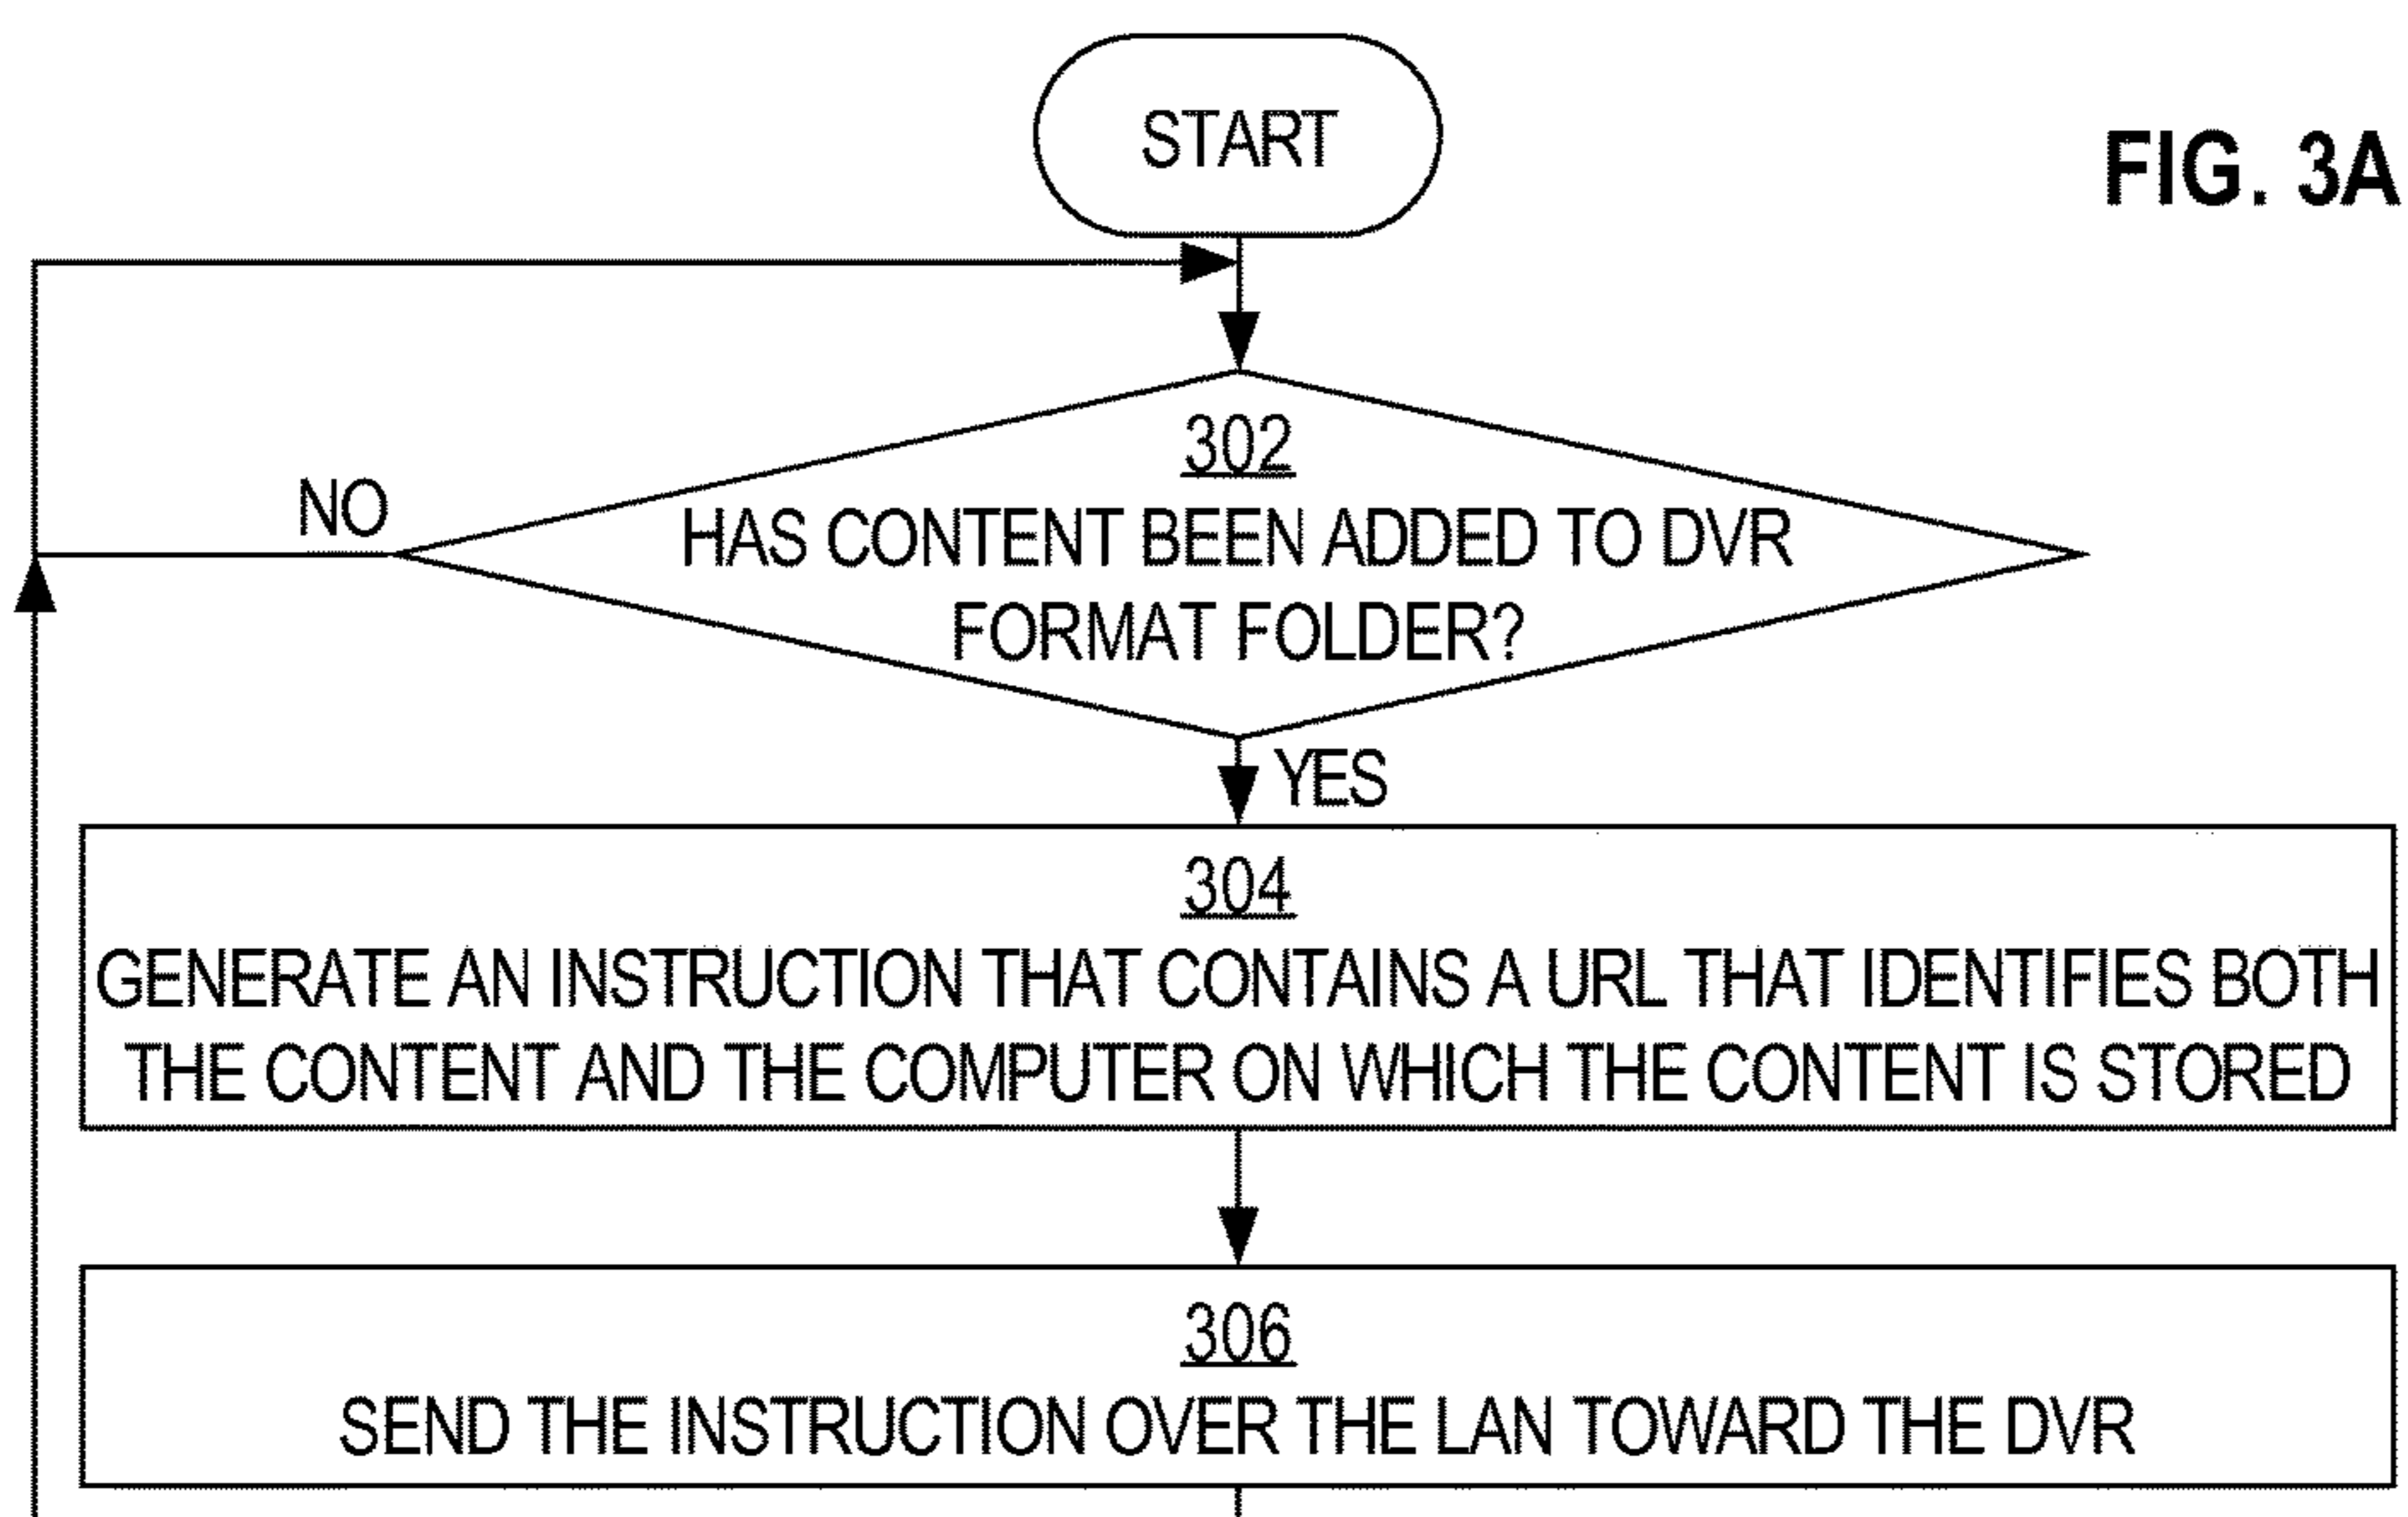 START
FIG. 3A
302
NO
HAS CONTENT BEEN ADDED TO DVR
FORMAT FOLDER?
YES
304
GENERATE AN INSTRUCTION THAT CONTAINS A URL THAT IDENTIFIES BOTH
THE CONTENT AND THE COMPUTER ON WHICH THE CONTENT IS STORED
306
SEND THE INSTRUCTION OVER THE LAN TOWARD THE DVR